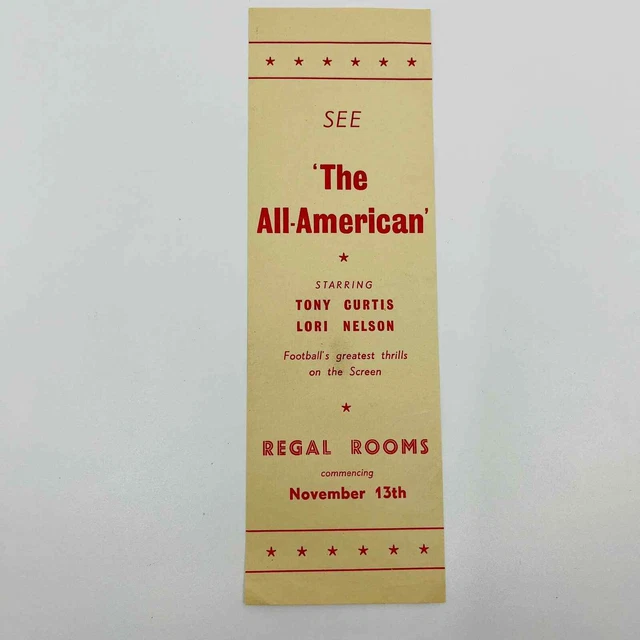 SEE
‘The
All-American’
STARRING
TONY CURTIS
LORI NELSON
Football's greatest thrills
on the Screen
REGAL ROOMS
commencing
November 13th